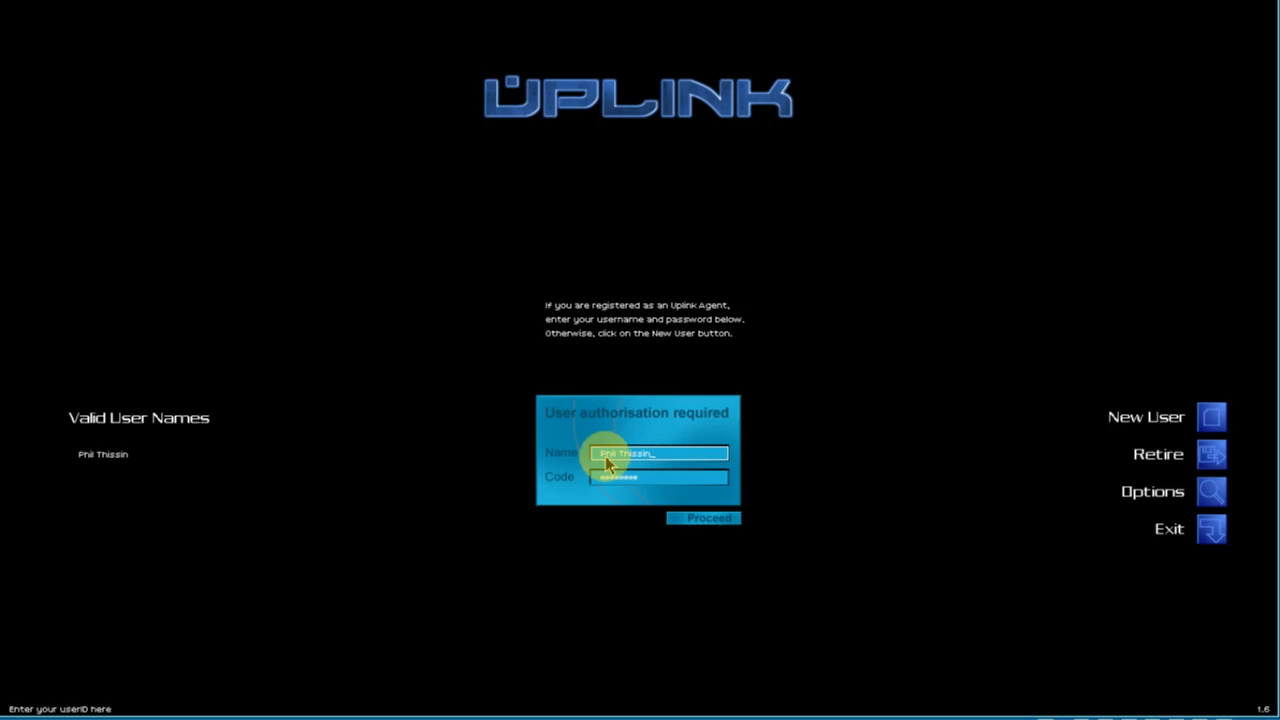 UPLINK
If you are registered as an Uplink Agent,
enter your username and password below.
Otherwise, click on the New User button.
Valid User Names
Phil Thissin
User authorisation required
Name Phil Thissin_
Code ********
Proceed
New User
Retire
Options
Exit
Enter your userID here
1.6